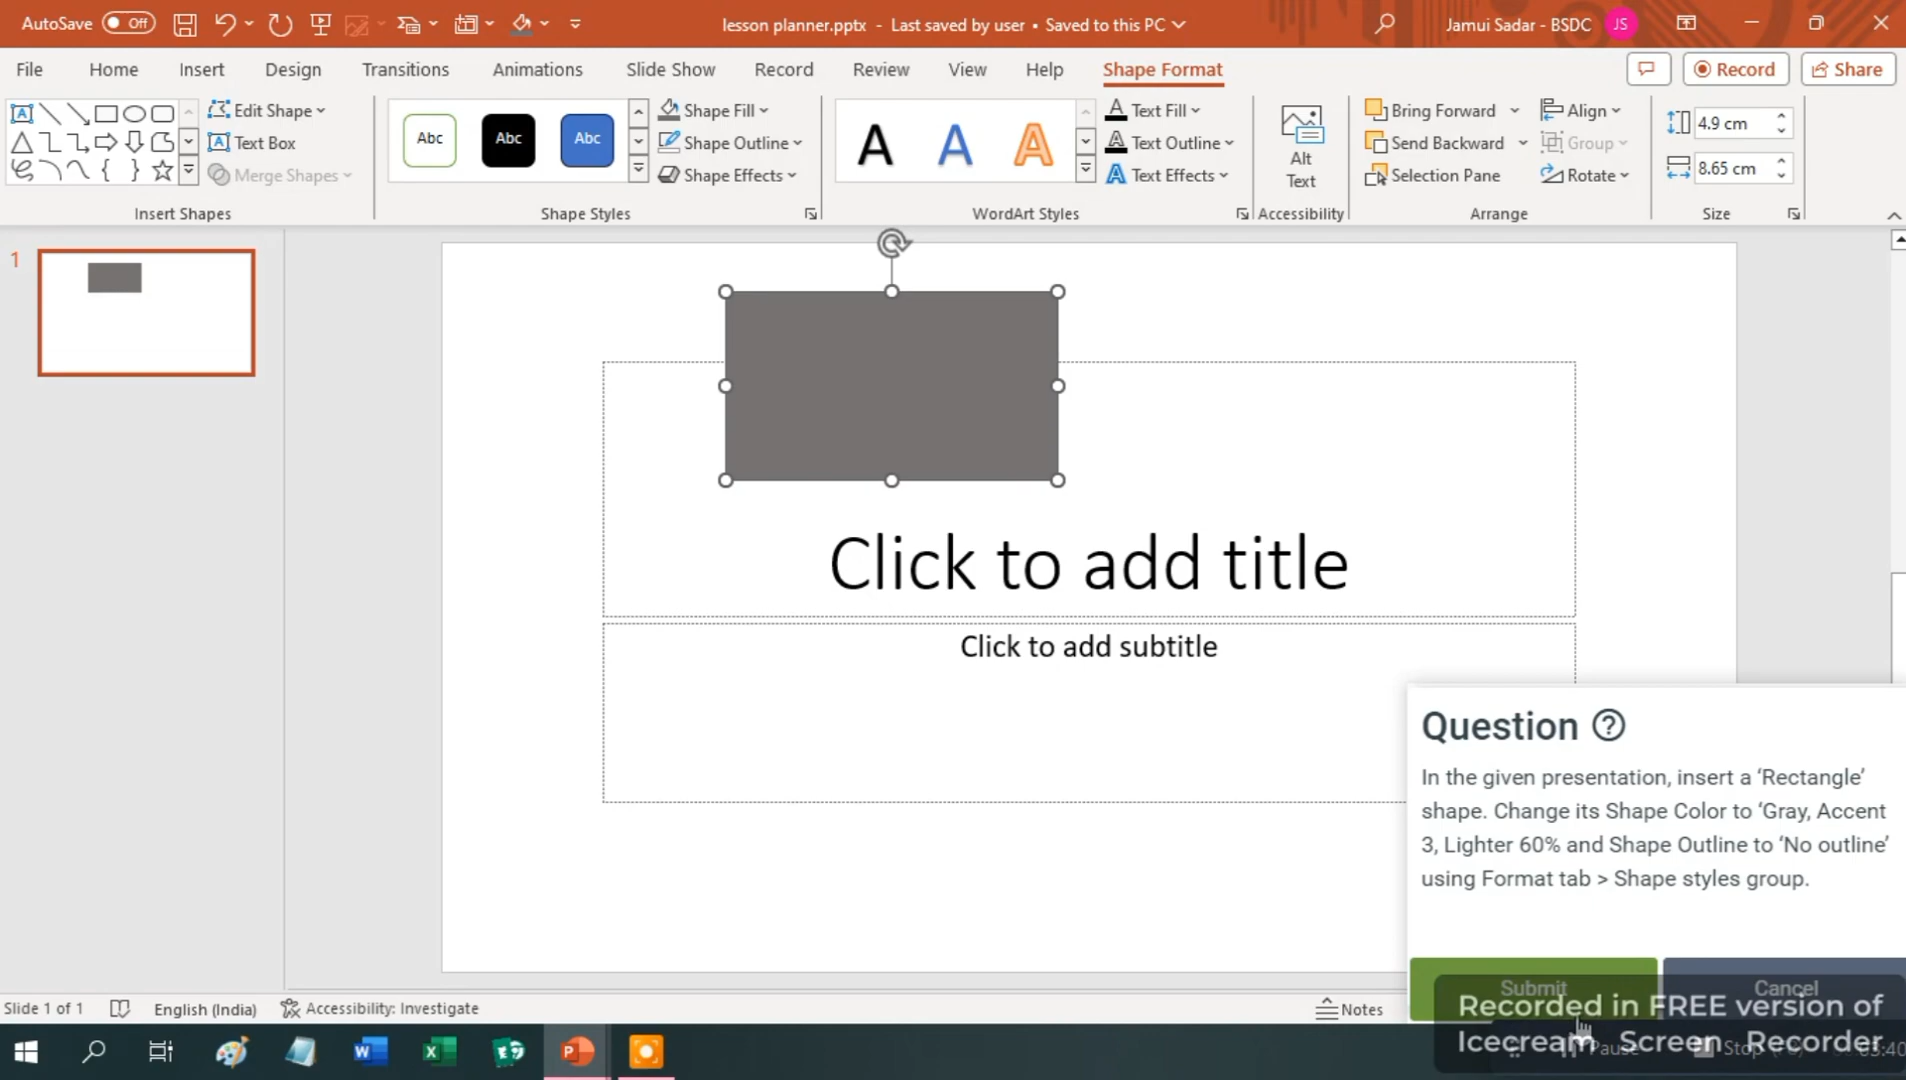 AutoSave Off
lesson planner.pptx - Last saved by user • Saved to this PC
Jamui Sadar - BSDC JS
File Home Insert Design Transitions Animations Slide Show Record Review View Help Shape Format
Record Share
Edit Shape
Text Box
Merge Shapes
Insert Shapes
Abc Abc Abc
Shape Fill
Shape Outline
Shape Effects
Shape Styles
A A A
Text Fill
Text Outline
Text Effects
WordArt Styles
Alt
Text
Accessibility
Bring Forward
Send Backward
Selection Pane
Align
Group
Rotate
Arrange
4.9 cm
8.65 cm
Size
1
Click to add title
Click to add subtitle
Question ?
In the given presentation, insert a ‘Rectangle’
shape. Change its Shape Color to ‘Gray, Accent
3, Lighter 60% and Shape Outline to ‘No outline’
using Format tab > Shape styles group.
Submit Cancel
Recorded in FREE version of
Icecream Screen Recorder
Pause Stop
Slide 1 of 1 English (India) Accessibility: Investigate Notes